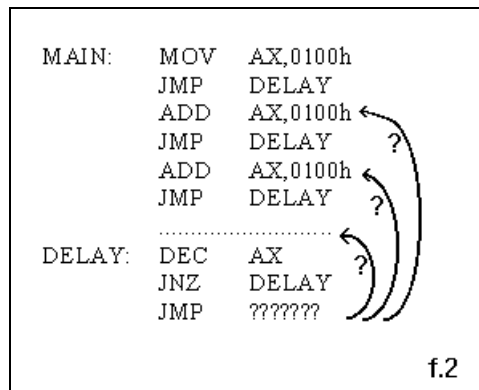 MAIN: MOV AX,0100h
JMP DELAY
ADD AX,0100h
JMP DELAY
?
ADD AX,0100h
JMP DELAY
?
..............................
DELAY: DEC AX
?
JNZ DELAY
JMP ???????
f.2